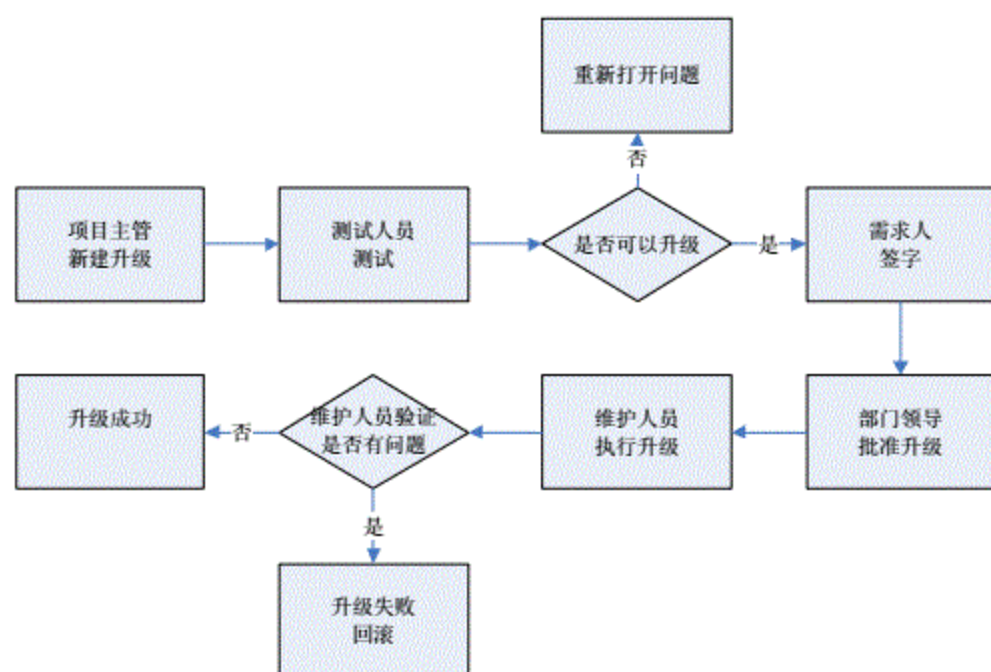 重新打开问题
否
项目主管
新建升级
测试人员
测试
是否可以升级
是
需求人
签字
升级成功
否
维护人员验证
是否有问题
维护人员
执行升级
部门领导
批准升级
是
升级失败
回滚